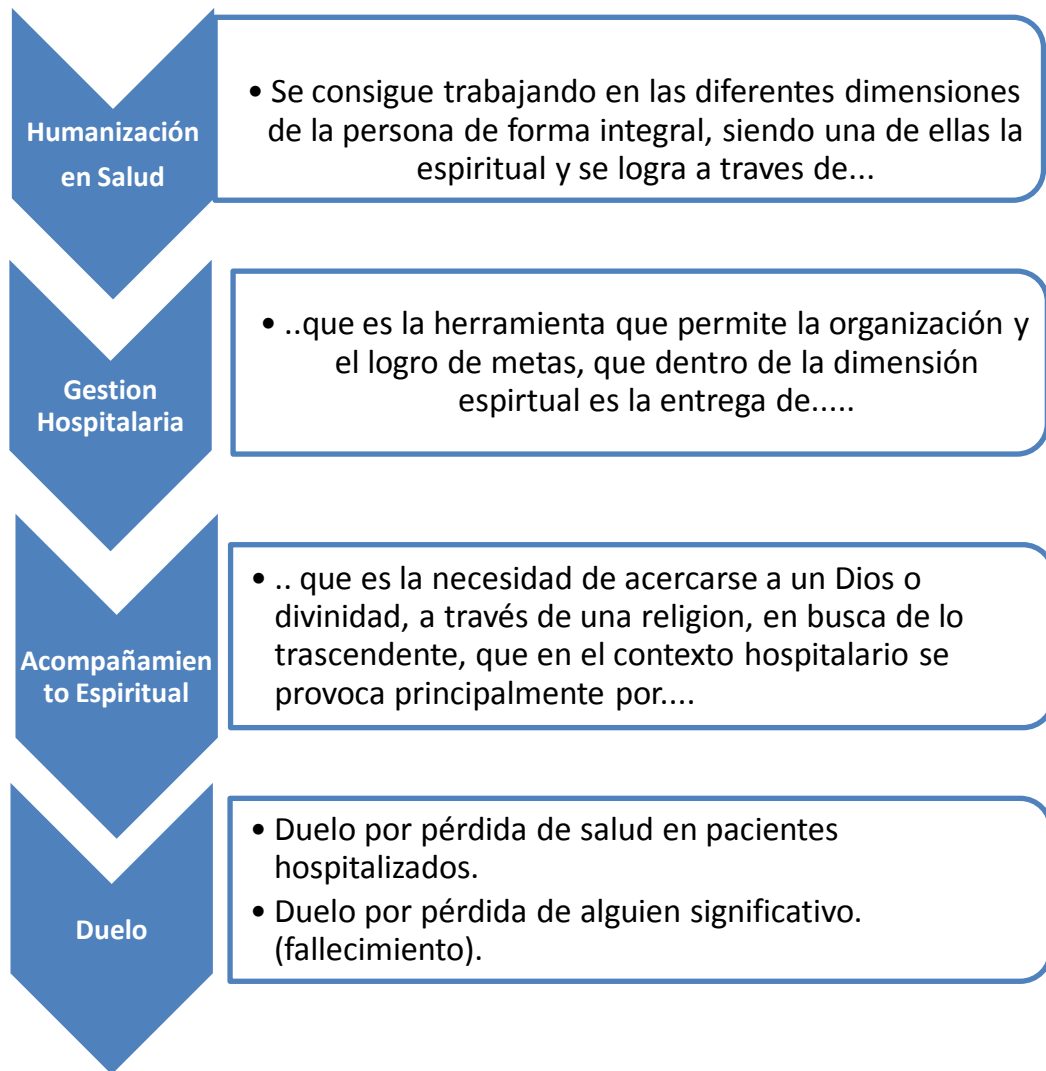 Humanización
en Salud
• Se consigue trabajando en las diferentes dimensiones
de la persona de forma integral, siendo una de ellas la
espiritual y se logra a traves de...
Gestion
Hospitalaria
• ..que es la herramienta que permite la organización y
el logro de metas, que dentro de la dimensión
espirtual es la entrega de.....
Acompañamien
to Espiritual
• .. que es la necesidad de acercarse a un Dios o
divinidad, a través de una religion, en busca de lo
trascendente, que en el contexto hospitalario se
provoca principalmente por....
Duelo
• Duelo por pérdida de salud en pacientes
hospitalizados.
• Duelo por pérdida de alguien significativo.
(fallecimiento).